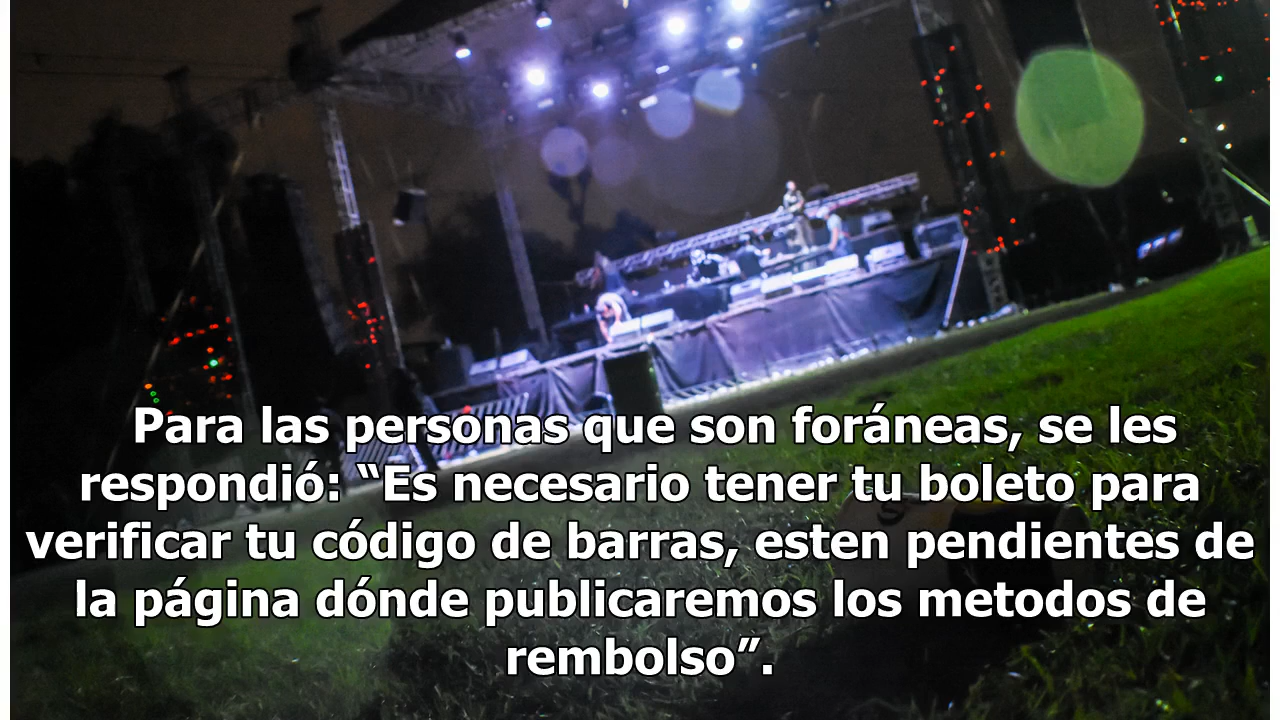 Para las personas que son foráneas, se les
respondió: “Es necesario tener tu boleto para
verificar tu código de barras, esten pendientes de
la página dónde publicaremos los metodos de
rembolso”.